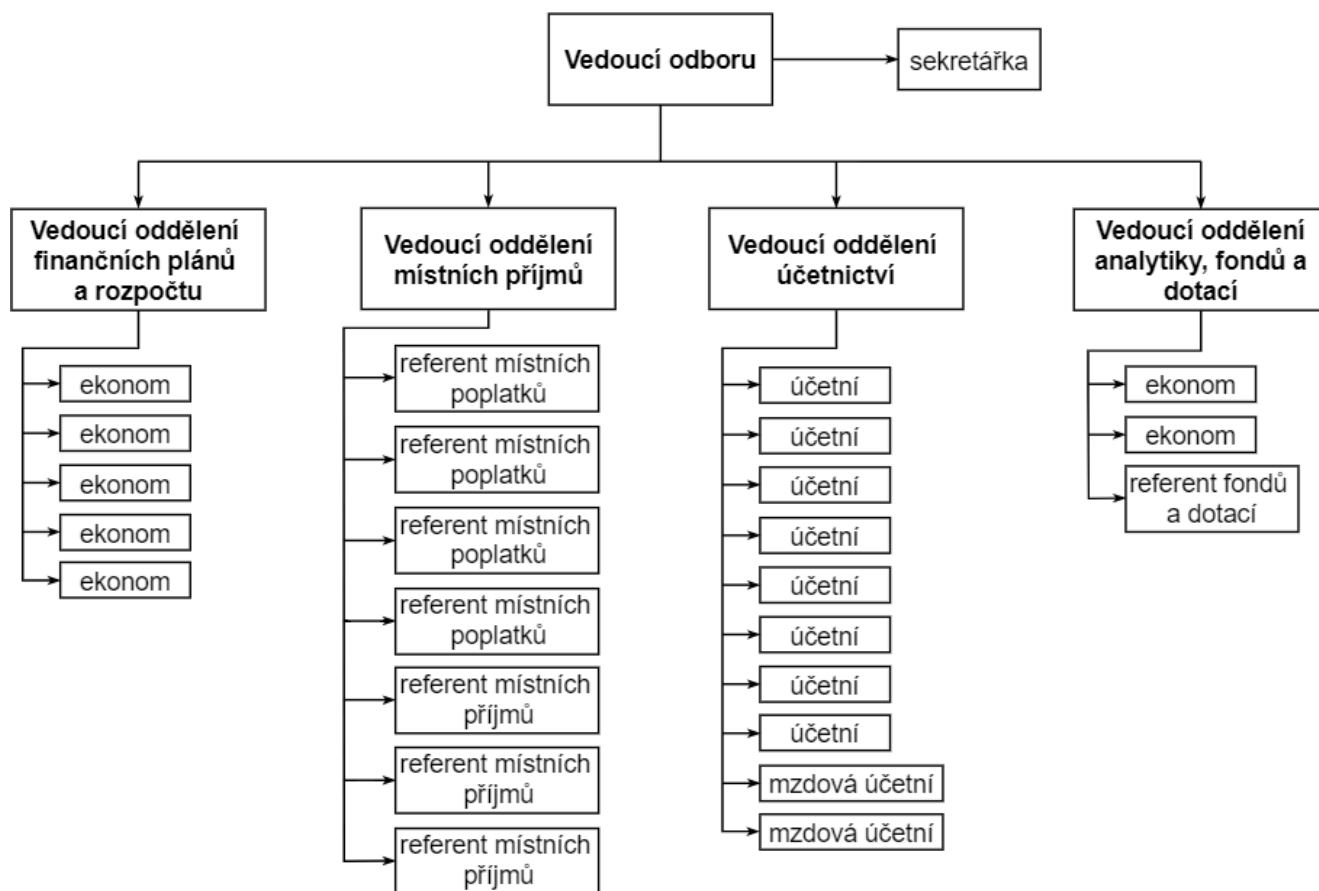 Vedoucí odboru
sekretářka
Vedoucí oddělení
finančních plánů
a rozpočtu
ekonom
ekonom
ekonom
ekonom
ekonom
Vedoucí oddělení
místních příjmů
referent místních
poplatků
referent místních
poplatků
referent místních
poplatků
referent místních
poplatků
referent místních
příjmů
referent místních
příjmů
referent místních
příjmů
Vedoucí oddělení
účetnictví
účetní
účetní
účetní
účetní
účetní
účetní
účetní
účetní
mzdová účetní
mzdová účetní
Vedoucí oddělení
analytiky, fondů a
dotací
ekonom
ekonom
referent fondů
a dotací